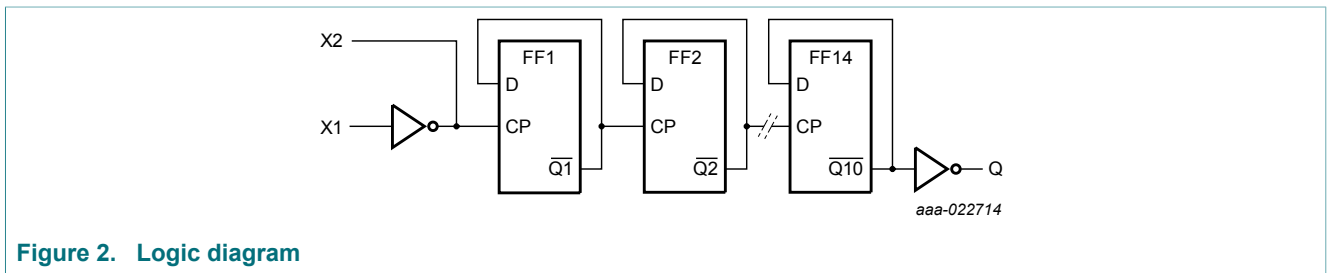 X2
X1
FF1
D
CP
Q1
FF2
D
CP
Q2
FF14
D
CP
Q10
Q
aaa-022714
Figure 2. Logic diagram